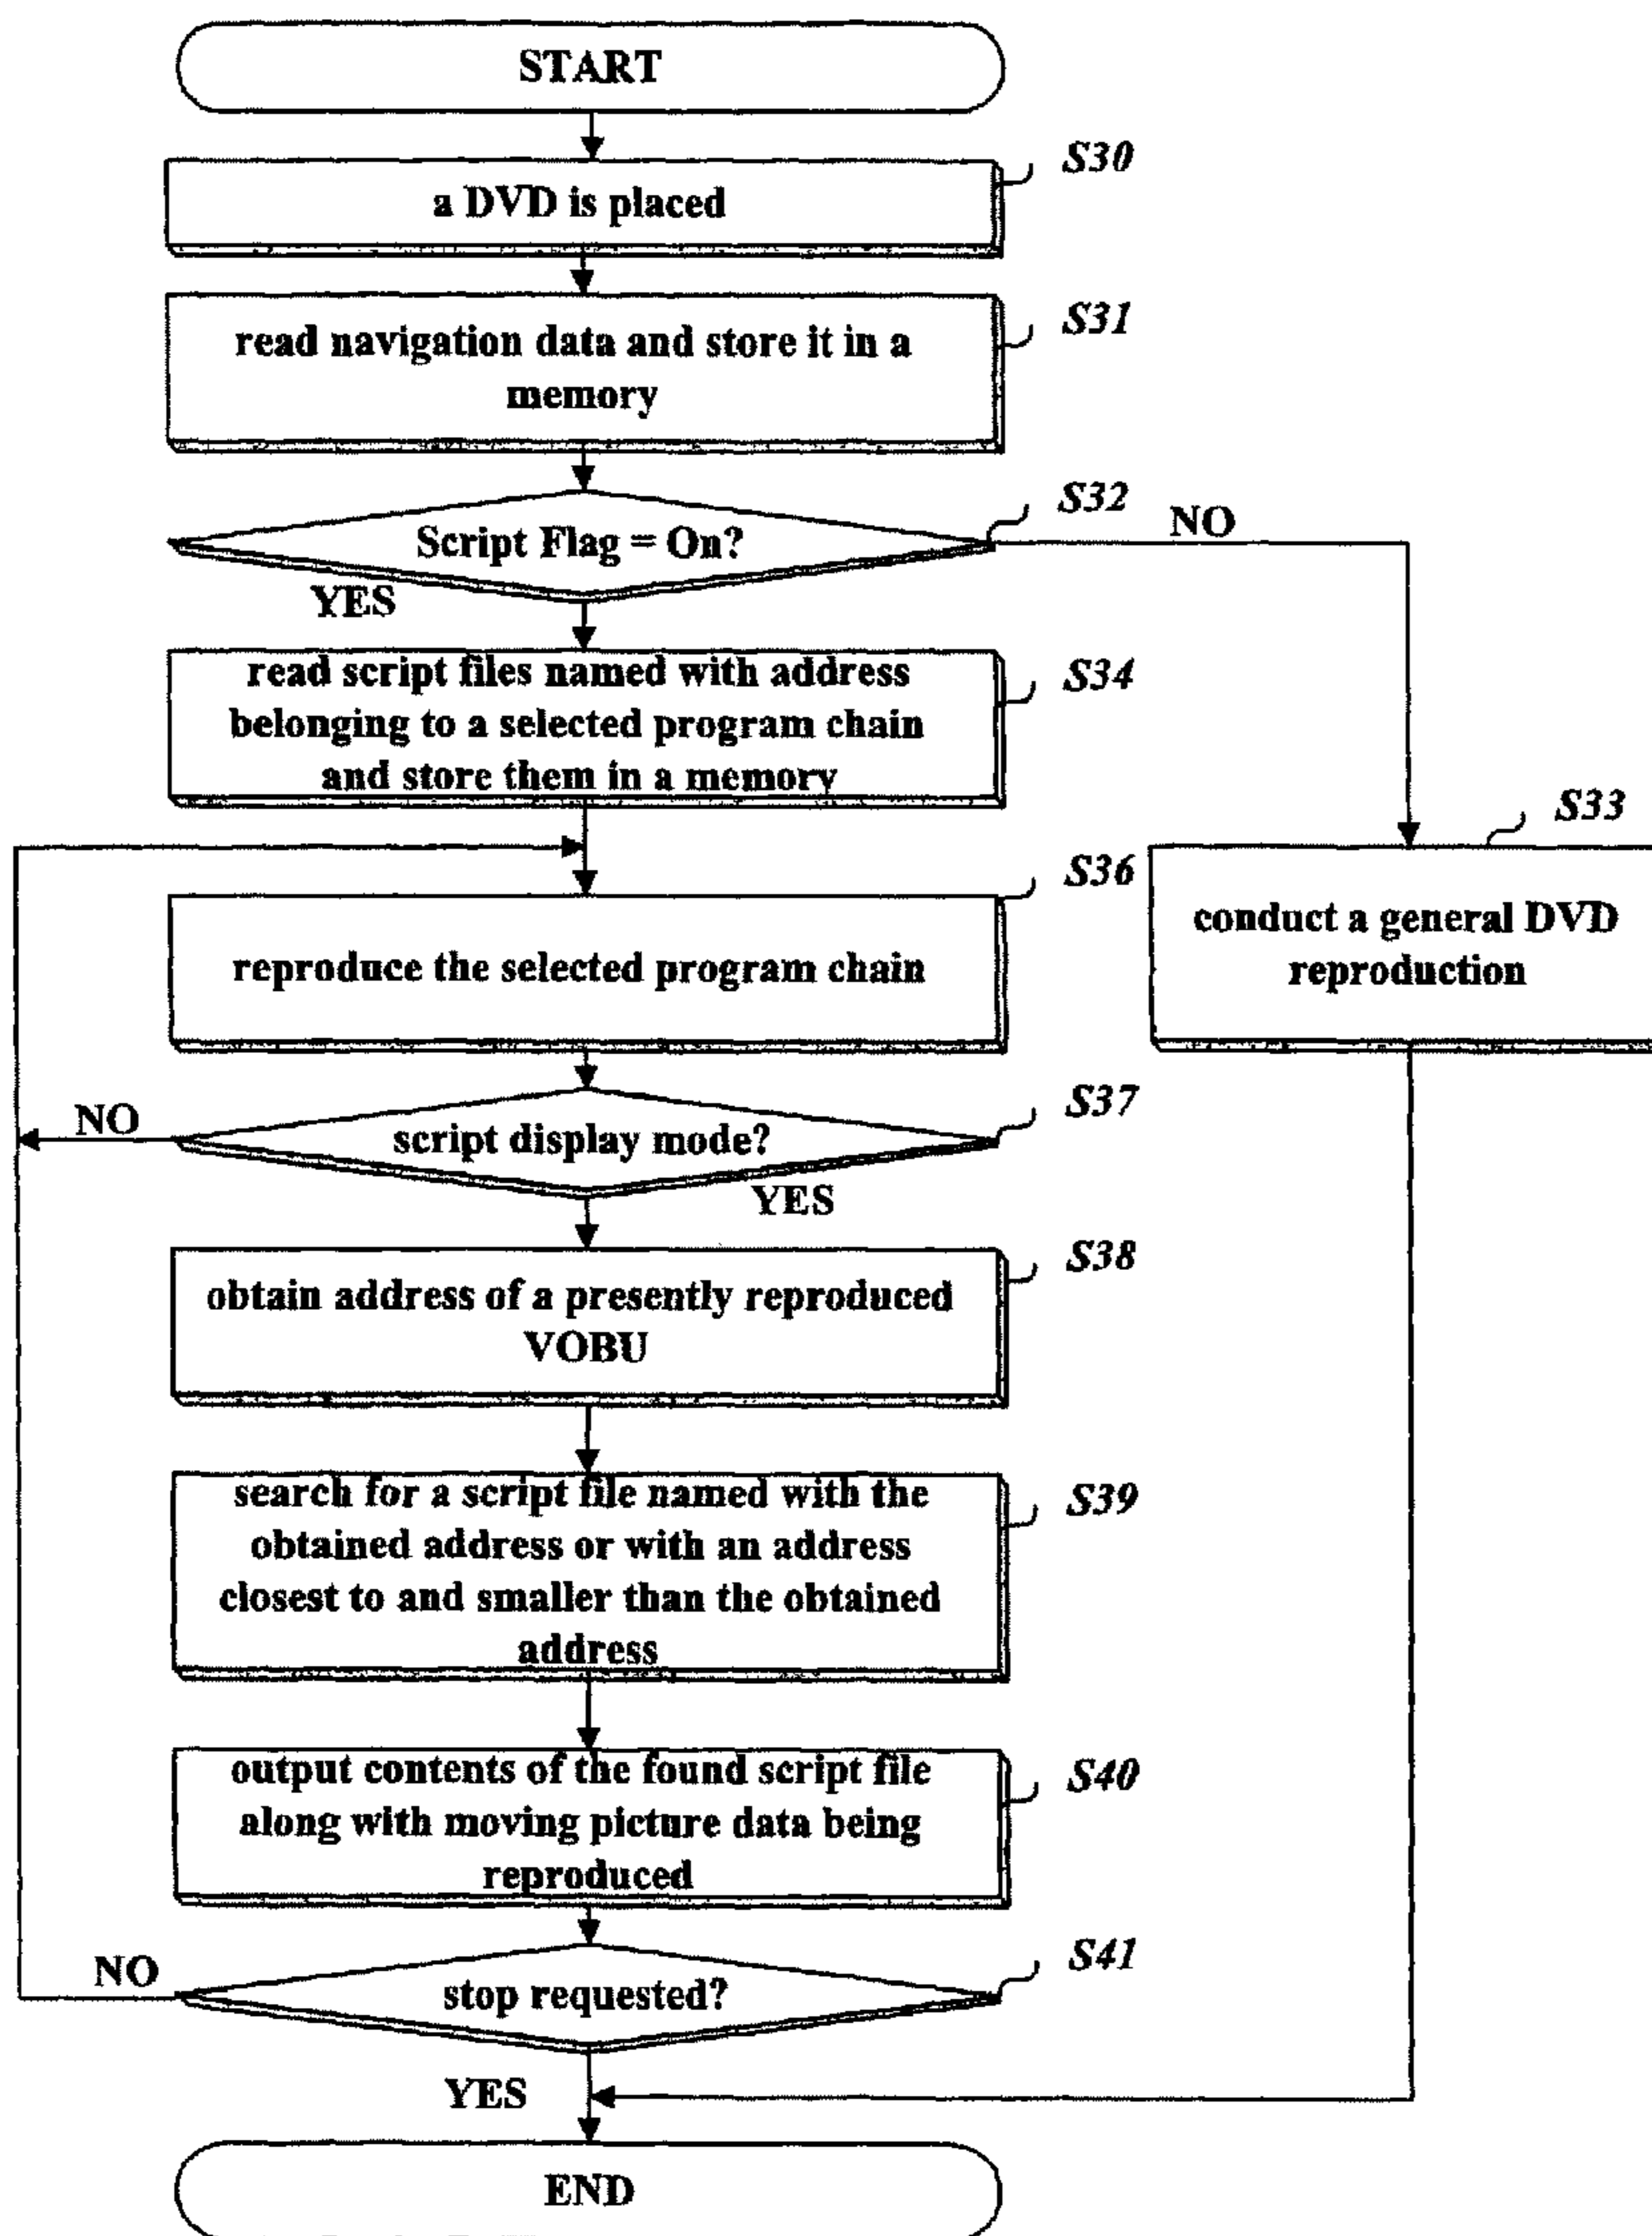 START
S30
a DVD is placed
S31
read navigation data and store it in a
memory
S32
NO
Script Flag = On?
YES
S34
read script files named with address
belonging to a selected program chain
and store them in a memory
S33
conduct a general DVD
reproduction
S36
reproduce the selected program chain
S37
NO
script display mode?
YES
S38
obtain address of a presently reproduced
VOBU
S39
search for a script file named with the
obtained address or with an address
closest to and smaller than the obtained
address
S40
output contents of the found script file
along with moving picture data being
reproduced
S41
NO
stop requested?
YES
END